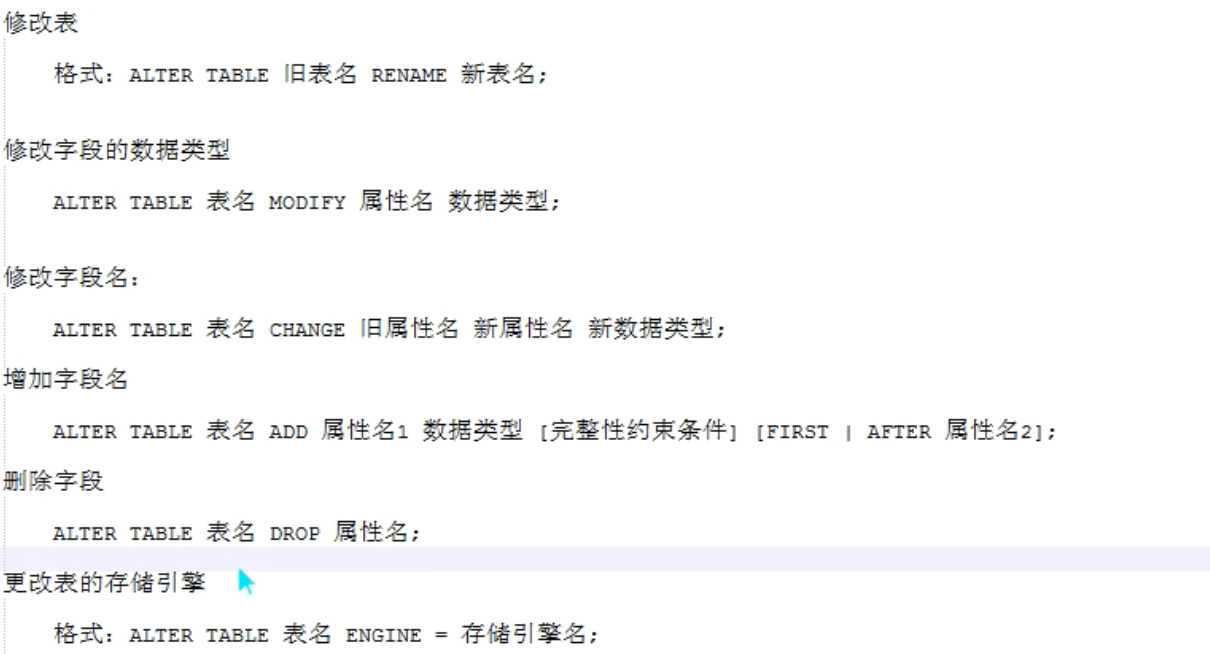 修改表
格式: ALTER TABLE 旧表名 RENAME 新表名;
修改字段的数据类型
ALTER TABLE 表名 MODIFY 属性名 数据类型;
修改字段名:
ALTER TABLE 表名 CHANGE 旧属性名 新属性名 新数据类型;
增加字段名
ALTER TABLE 表名 ADD 属性名1 数据类型 [完整性约束条件] [FIRST | AFTER 属性名2];
删除字段
ALTER TABLE 表名 DROP 属性名;
更改表的存储引擎
格式: ALTER TABLE 表名 ENGINE = 存储引擎名;